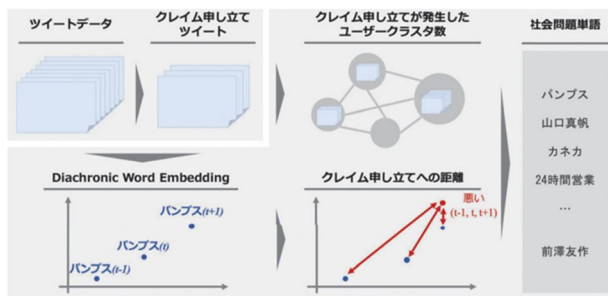 ツイートデータ
クレイム申し立て
ツイート
クレイム申し立てが発生した
ユーザークラスタ数
社会問題単語
パンプス
山口真帆
カネカ
24時間営業
…
前澤友作
Diachronic Word Embedding
パンプス(t+1)
パンプス(t)
パンプス(t-1)
クレイム申し立てへの距離
悪い
(t-1, t, t+1)